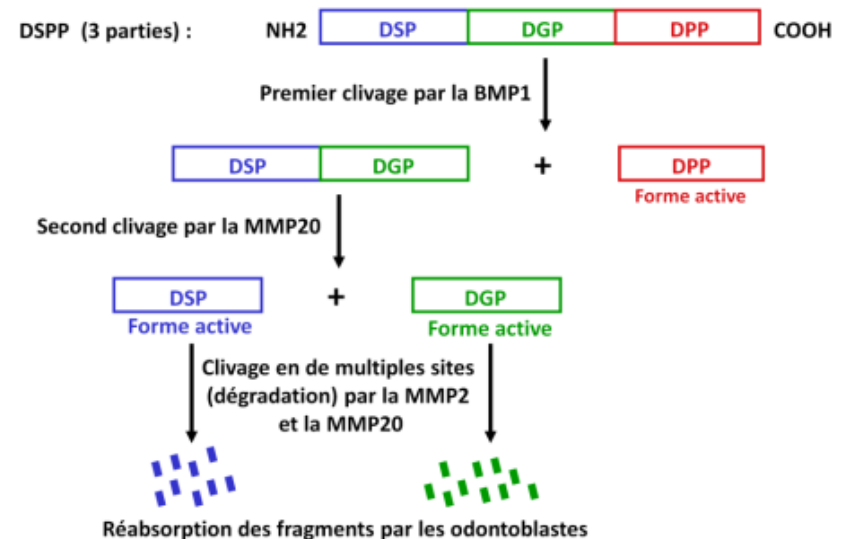 DSPP (3 parties) : NH2 DSP DGP DPP COOH
Premier clivage par la BMP1
DSP DGP + DPP
Forme active
Second clivage par la MMP20
DSP + DGP
Forme active Forme active
Clivage en de multiples sites
(dégradation) par la MMP2
et la MMP20
Réabsorption des fragments par les odontoblastes